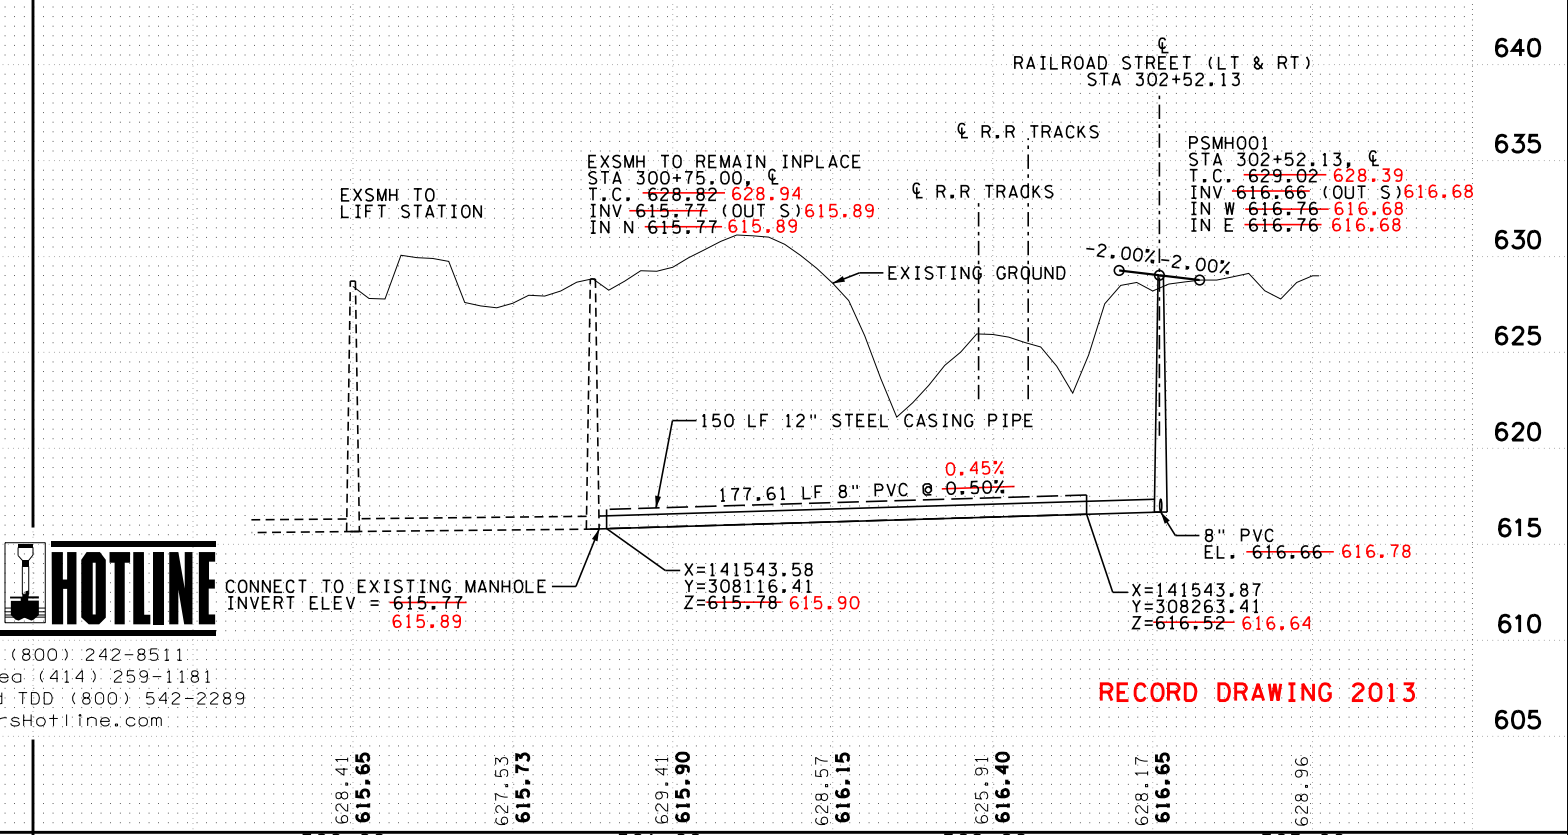 640
℄
RAILROAD STREET (LT & RT)
STA 302+52.13
℄ R.R TRACKS
635
PSMH001
STA 302+52.13, ℄
T.C. 629.02 628.39
INV 616.66 (OUT S)616.68
IN W 616.76 616.68
IN E 616.76 616.68
EXSMH TO REMAIN INPLACE
STA 300+75.00, ℄
T.C. 628.82 628.94
INV 615.77 (OUT S)615.89
IN N 615.77 615.89
EXSMH TO
LIFT STATION
℄ R.R TRACKS
630
-2.00% -2.00%
EXISTING GROUND
625
150 LF 12" STEEL CASING PIPE
620
0.45%
177.61 LF 8" PVC @ 0.50%
615
8" PVC
EL. 616.66 616.78
HOTLINE
CONNECT TO EXISTING MANHOLE
INVERT ELEV = 615.77
615.89
X=141543.58
Y=308116.41
Z=615.78 615.90
X=141543.87
Y=308263.41
Z=616.52 616.64
610
(800) 242-8511
ea (414) 259-1181
TDD (800) 542-2289
rsHotline.com
RECORD DRAWING 2013
605
628.41
615.65
627.53
615.73
629.41
615.90
628.57
616.15
625.91
616.40
628.17
616.65
628.96